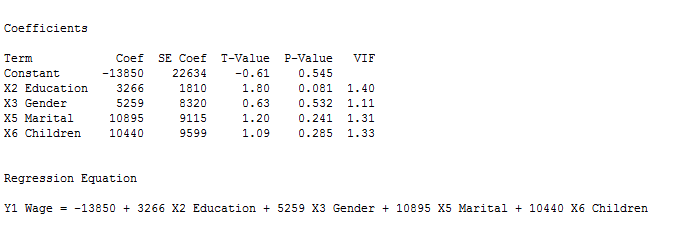 Coefficients
Term Coef SE Coef T-Value P-Value VIF
Constant -13850 22634 -0.61 0.545
X2 Education 3266 1810 1.80 0.081 1.40
X3 Gender 5259 8320 0.63 0.532 1.11
X5 Marital 10895 9115 1.20 0.241 1.31
X6 Children 10440 9599 1.09 0.285 1.33
Regression Equation
Y1 Wage = -13850 + 3266 X2 Education + 5259 X3 Gender + 10895 X5 Marital + 10440 X6 Children